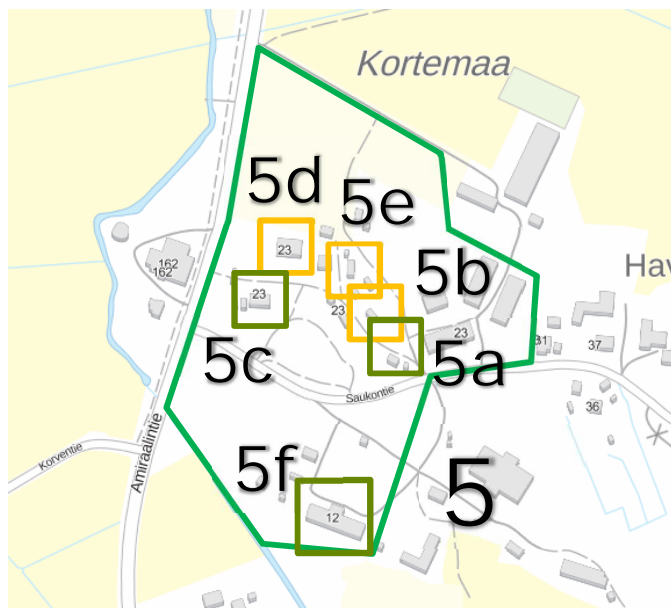 Kortemaa
5d
5e
23
5b
162
162
Hav
23
23
23
31
37
5c
5a
Saukontie
36
Korventie
Amiraalintie
5f
5
12